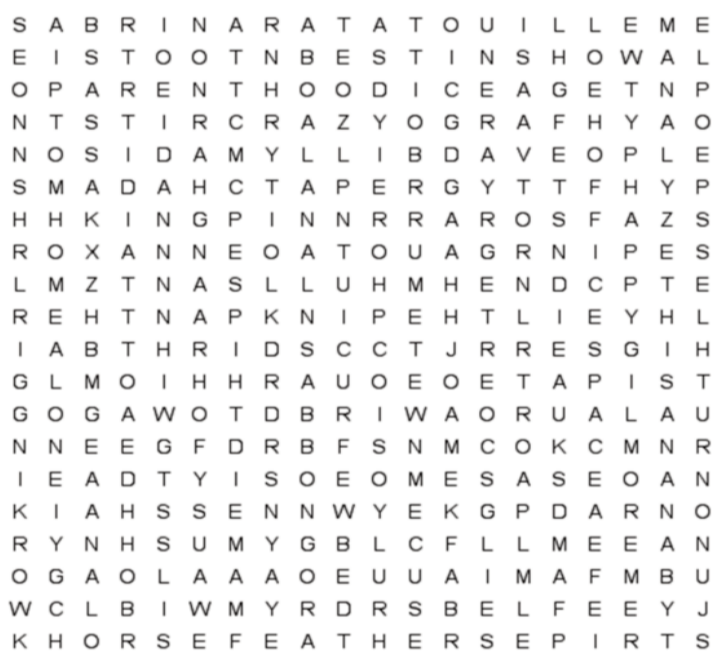 S A B R I N A R A T A T O U I L L E M E
E I S T O O T N B E S T I N S H O W A L
O P A R E N T H O O D I C E A G E T N P
N T S T I R C R A Z Y O G R A F H Y A O
N O S I D A M Y L L I B D A V E O P L E
S M A D A H C T A P E R G Y T T F H Y P
H H K I N G P I N N R R A R O S F A Z S
R O X A N N E O A T O U A G R N I P E S
L M Z T N A S L L U H M H E N D C P T E
R E H T N A P K N I P E H T L I E Y H L
I A B T H R I D S C C T J R R E S G I H
G L M O I H H R A U O E O E T A P I S T
G O G A W O T D B R I W A O R U A L A U
N N E E G F D R B F S N M C O K C M N R
I E A D T Y I S O E O M E S A S E O A N
K I A H S S E N N W Y E K G P D A R N O
R Y N H S U M Y G B L C F L L M E E A N
O G A O L A A A O E U U A I M A F M B U
W C L B I W M Y R D R S B E L F E E Y J
K H O R S E F E A T H E R S E P I R T S